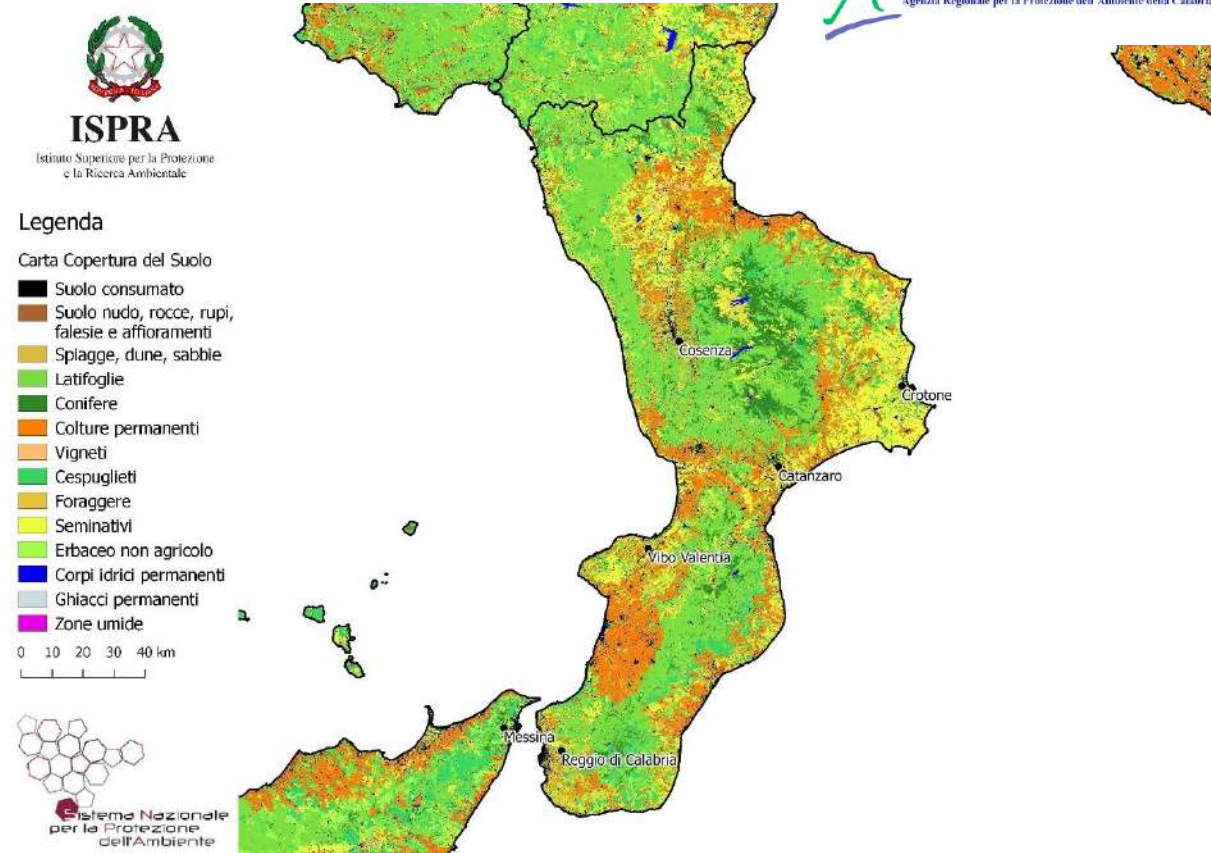 Agenzia Regionale per la Protezione dell'Ambiente della Calabria
ISPRA
Istituto Superiore per la Protezione
e la Ricerca Ambientale
Legenda
Carta Copertura del Suolo
Suolo consumato
Suolo nudo, rocce, rupi,
falesie e affioramenti
Spiagge, dune, sabbie
Latifoglie
Conifere
Colture permanenti
Vigneti
Cespuglieti
Foraggere
Seminativi
Erbaceo non agricolo
Corpi idrici permanenti
Ghiacci permanenti
Zone umide
0 10 20 30 40 km
Sistema Nazionale
per la Protezione
dell'Ambiente
Cosenza
Crotone
Catanzaro
Vibo Valentia
Messina
Reggio di Calabria